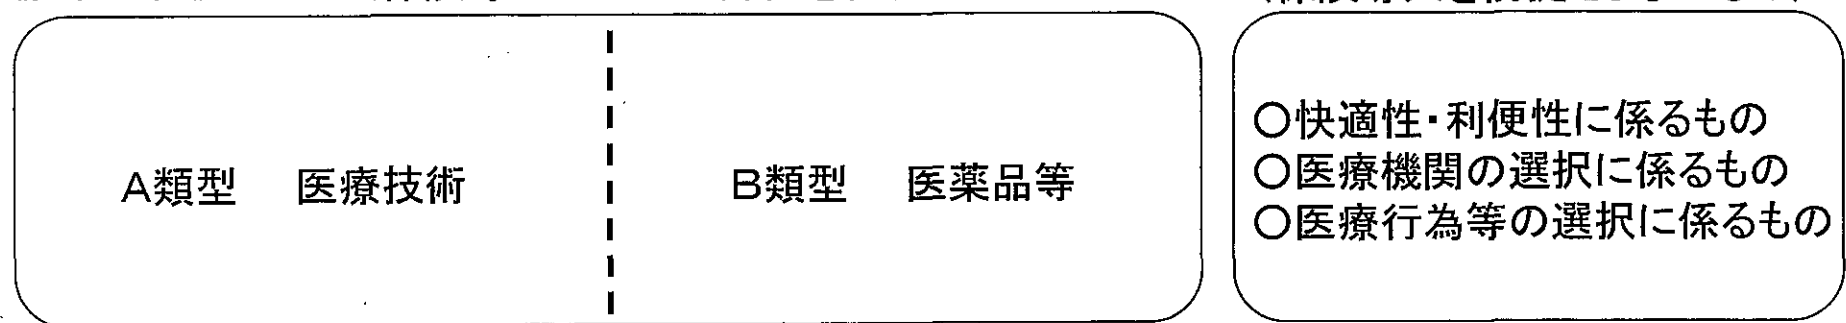 A類型 医療技術
B類型 医薬品等
○快適性・利便性に係るもの
○医療機関の選択に係るもの
○医療行為等の選択に係るもの